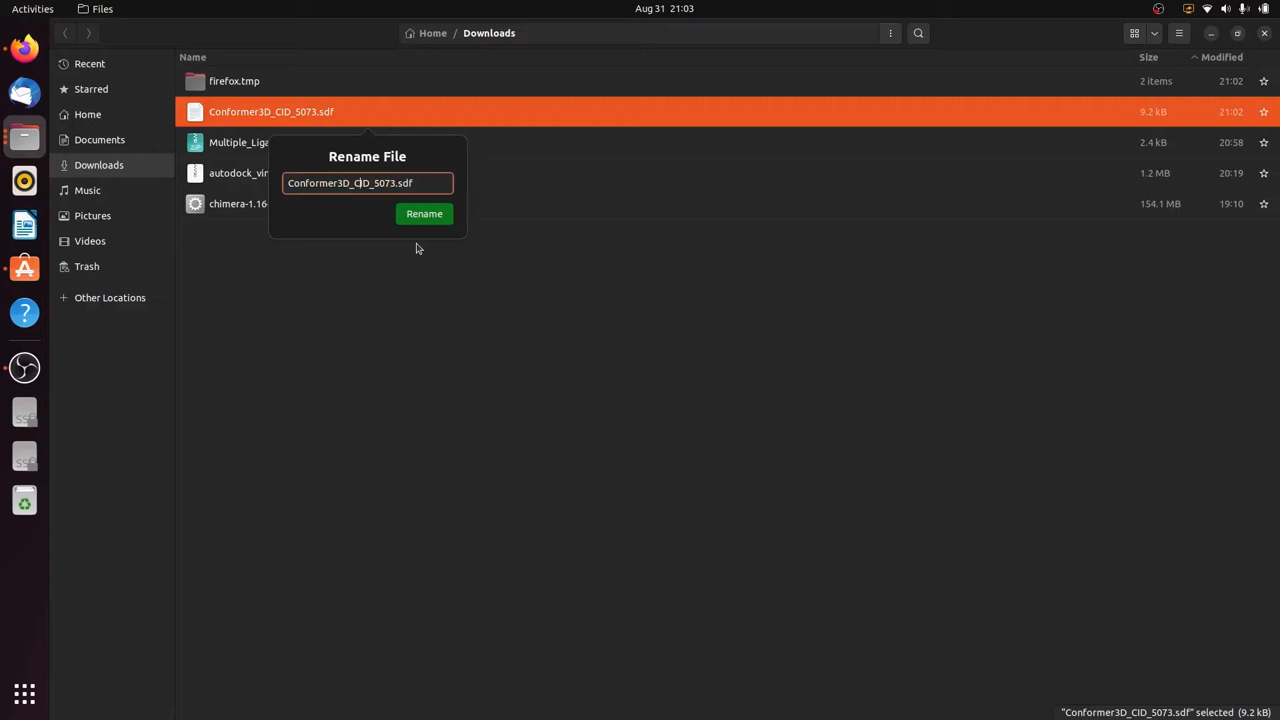 Activities
Files
Aug 31 21:03
Home / Downloads
Recent
Starred
Home
Documents
Downloads
Music
Pictures
Videos
Trash
Other Locations
Name
Size
Modified
firefox.tmp
2 items
21:02
Conformer3D_CID_5073.sdf
9.2 kB
21:02
Multiple_Liga
2.4 kB
20:58
autodock_vin
1.2 MB
20:19
chimera-1.16-
154.1 MB
19:10
Rename File
Conformer3D_CID_5073.sdf
Rename
"Conformer3D_CID_5073.sdf" selected (9.2 kB)